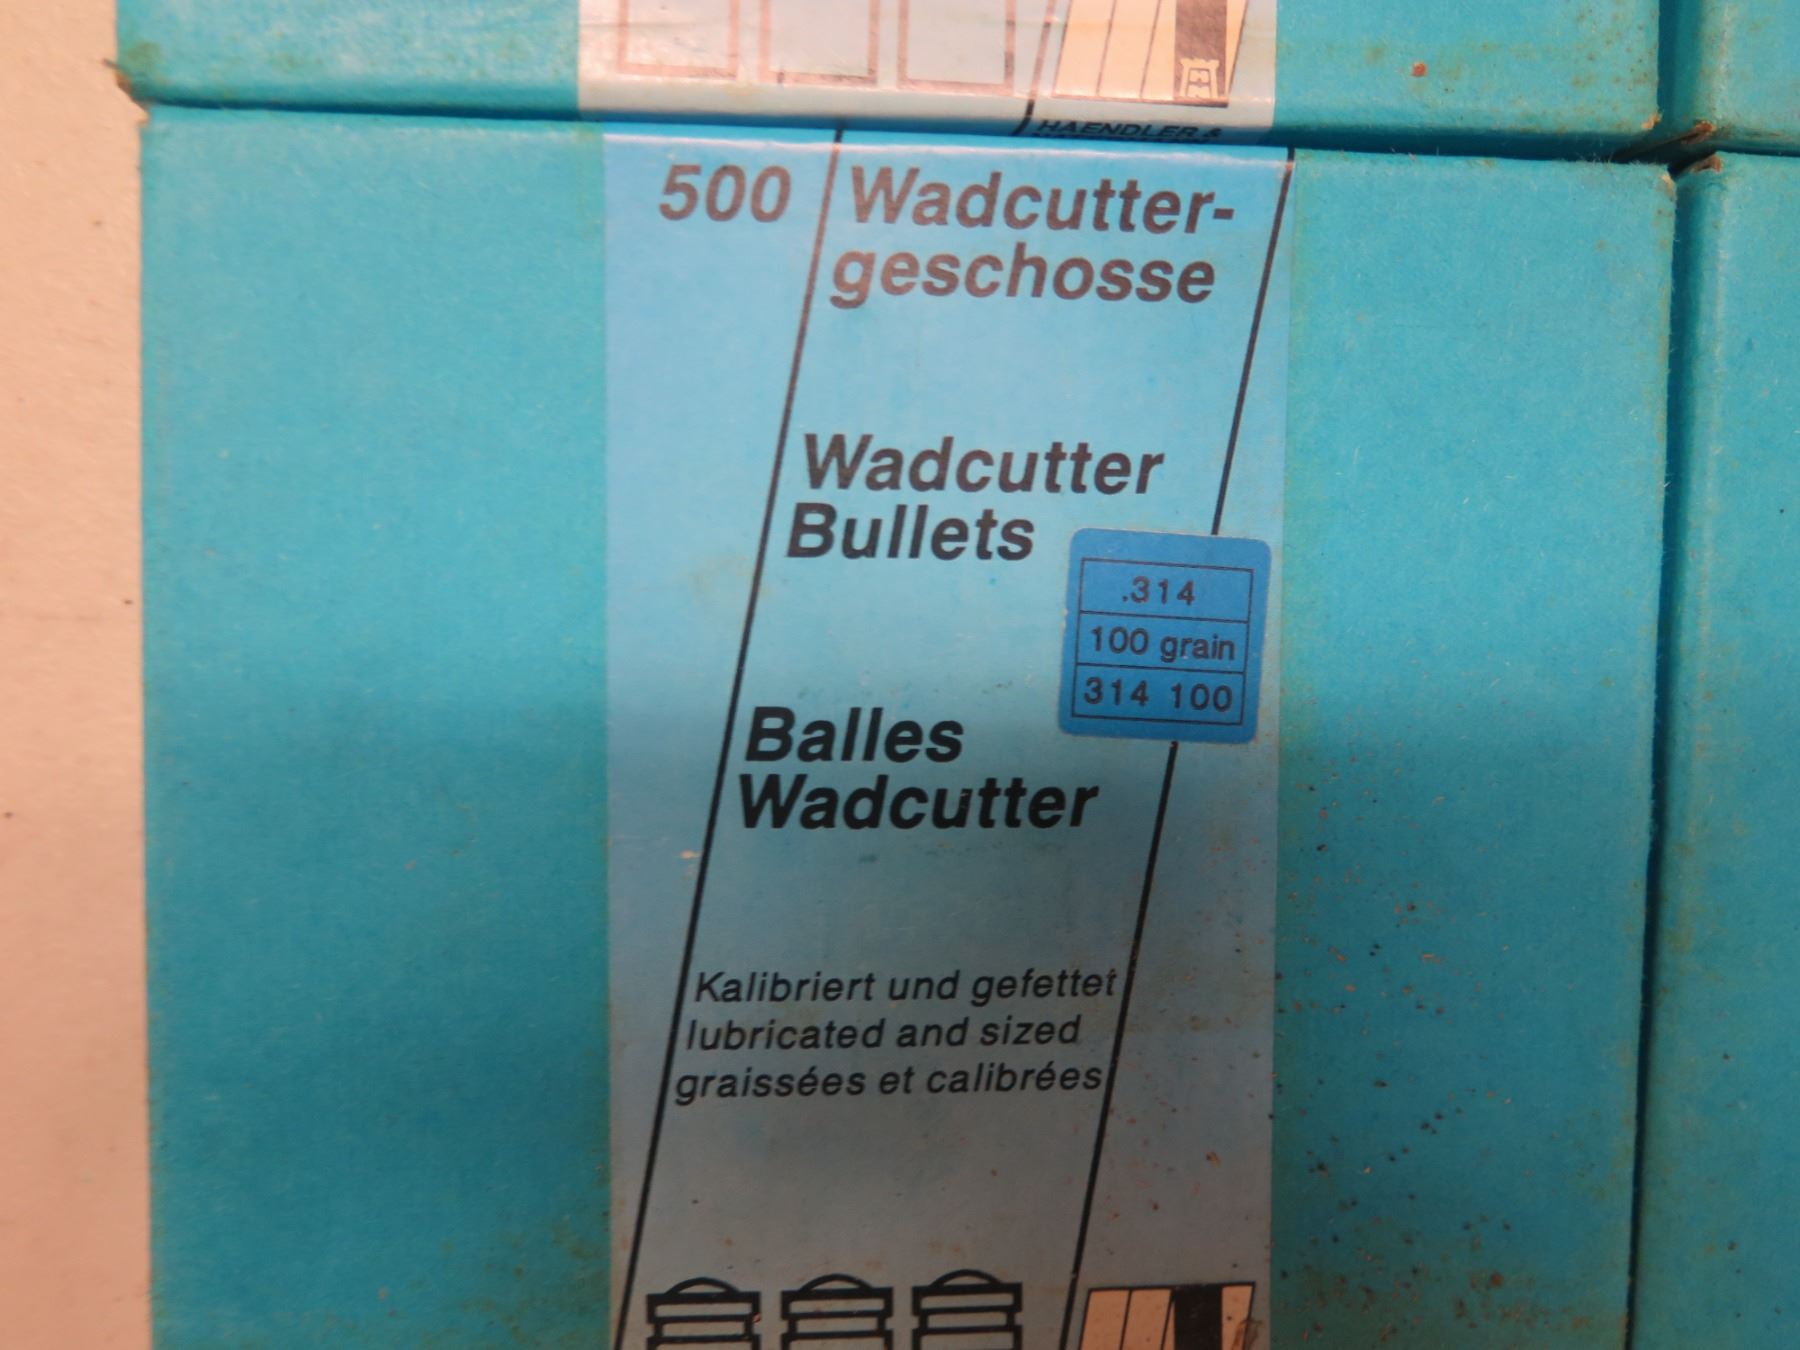 HAENDLER &
500 Wadcutter-
geschosse
Wadcutter
Bullets
.314
100 grain
314 100
Balles
Wadcutter
Kalibriert und gefettet
lubricated and sized
graissées et calibrées